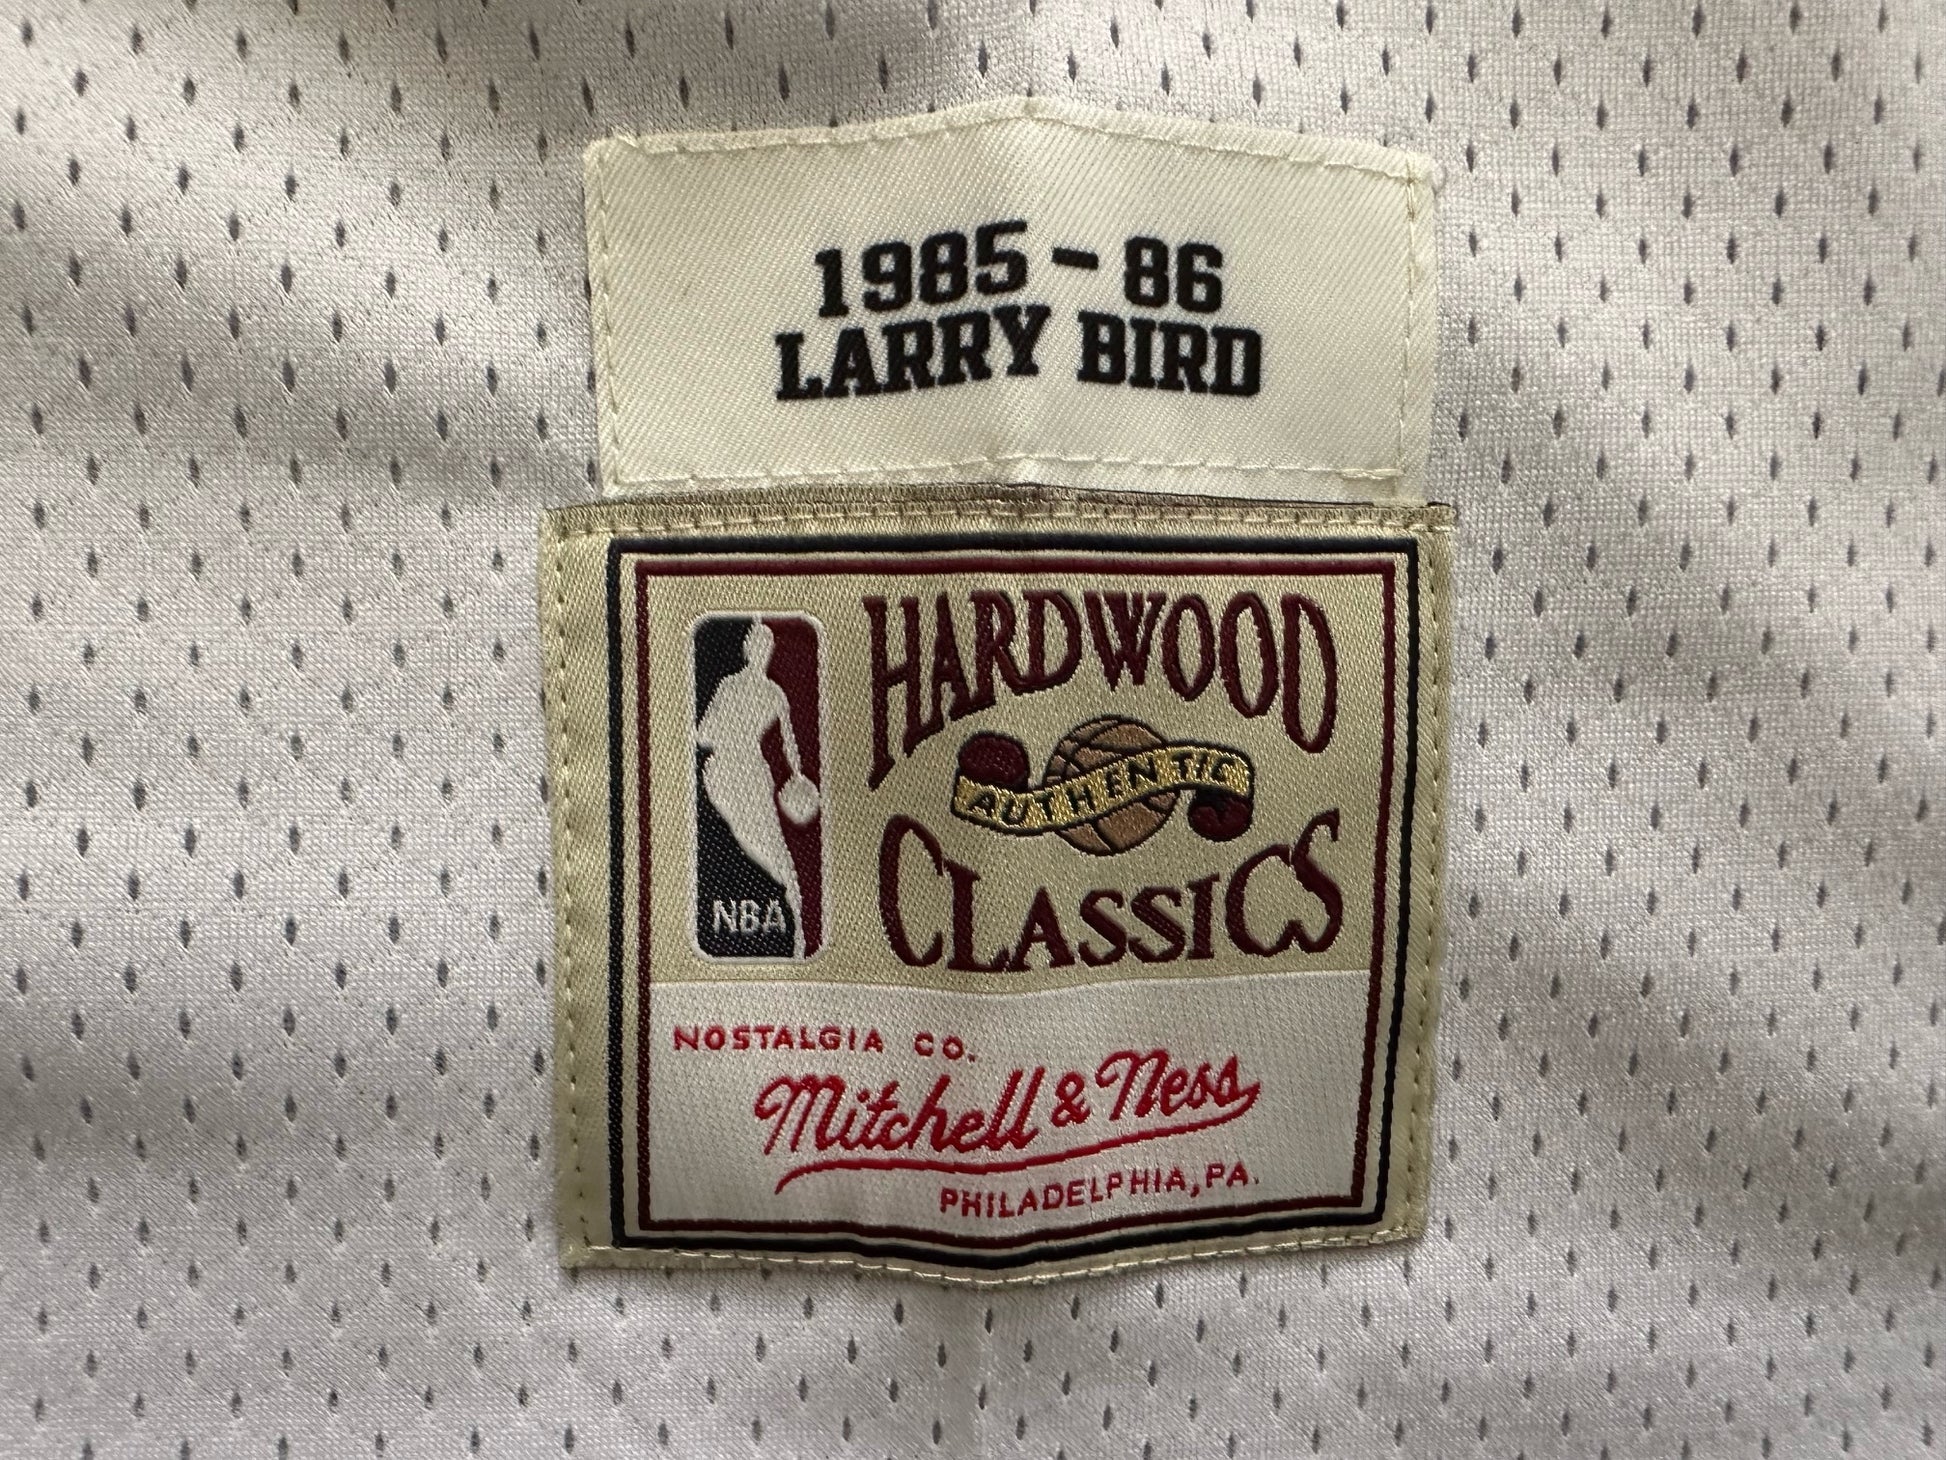 1985 - 86
LARRY BIRD
HARDWOOD
AUTHENTIC
CLASSICS
NBA
NOSTALGIA CO.
Mitchell & Ness
PHILADELPHIA, PA.